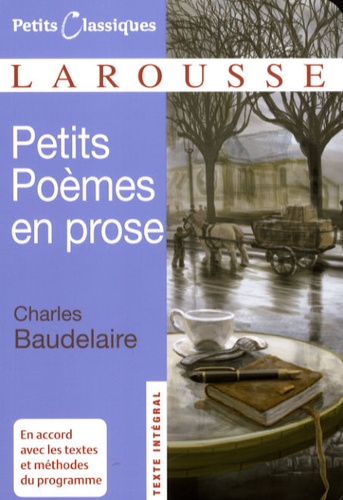 Petits Classiques
LAROUSSE
Petits
Poèmes
en prose
Charles
Baudelaire
En accord
avec les textes
et méthodes
du programme
TEXTE INTÉGRAL